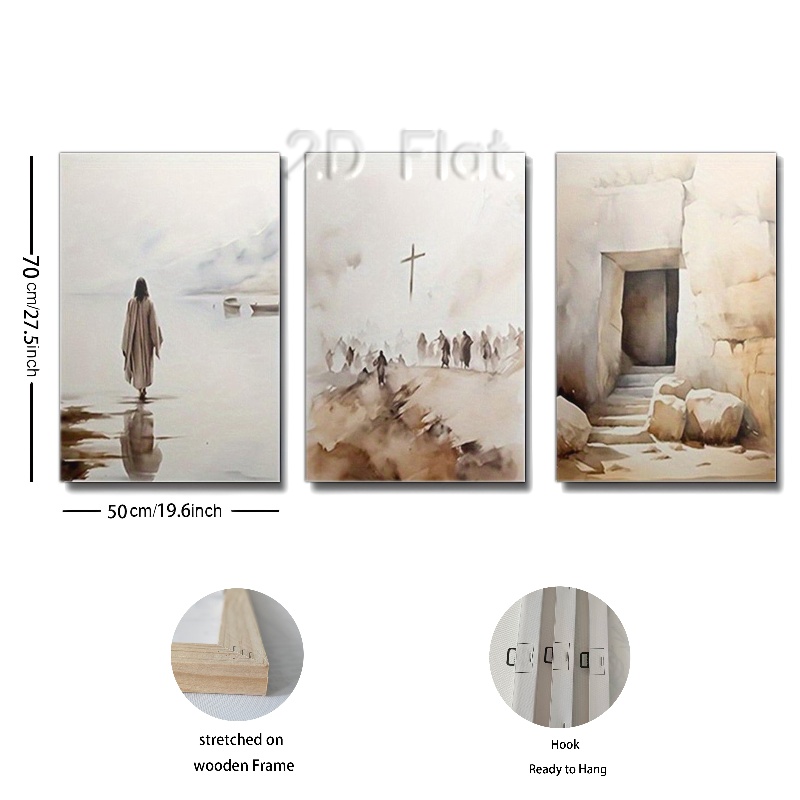 2D Flat
70 cm/27.5inch
50cm/19.6inch
stretched on
wooden Frame
Hook
Ready to Hang